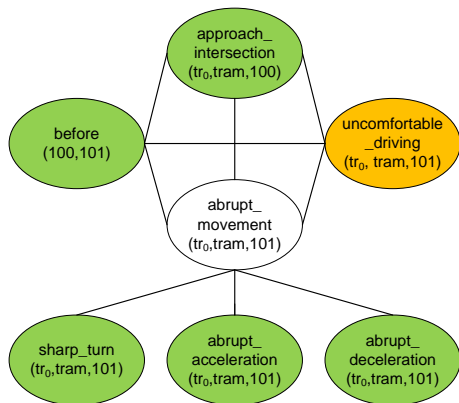 approach_
intersection
(tr₀,tram,100)
before
(100,101)
uncomfortable
_driving
(tr₀, tram,101)
abrupt_
movement
(tr₀,tram,101)
sharp_turn
(tr₀,tram,101)
abrupt_
acceleration
(tr₀,tram,101)
abrupt_
deceleration
(tr₀,tram,101)